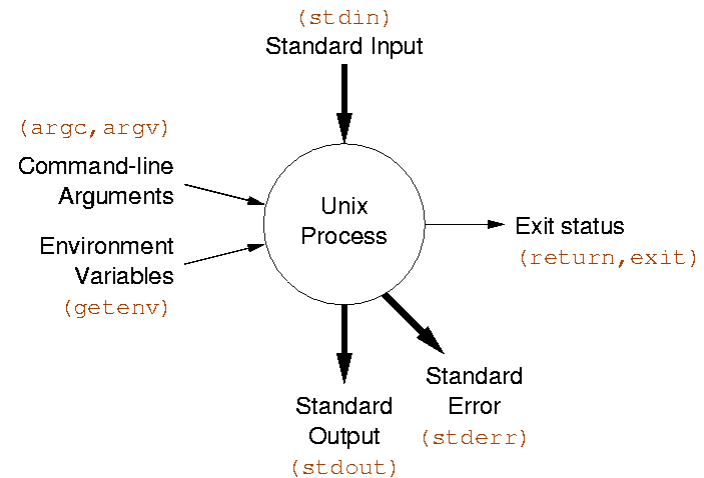 (stdin)
Standard Input
(argc,argv)
Command-line
Arguments
Environment
Variables
(getenv)
Unix
Process
Exit status
(return,exit)
Standard
Output
(stdout)
Standard
Error
(stderr)